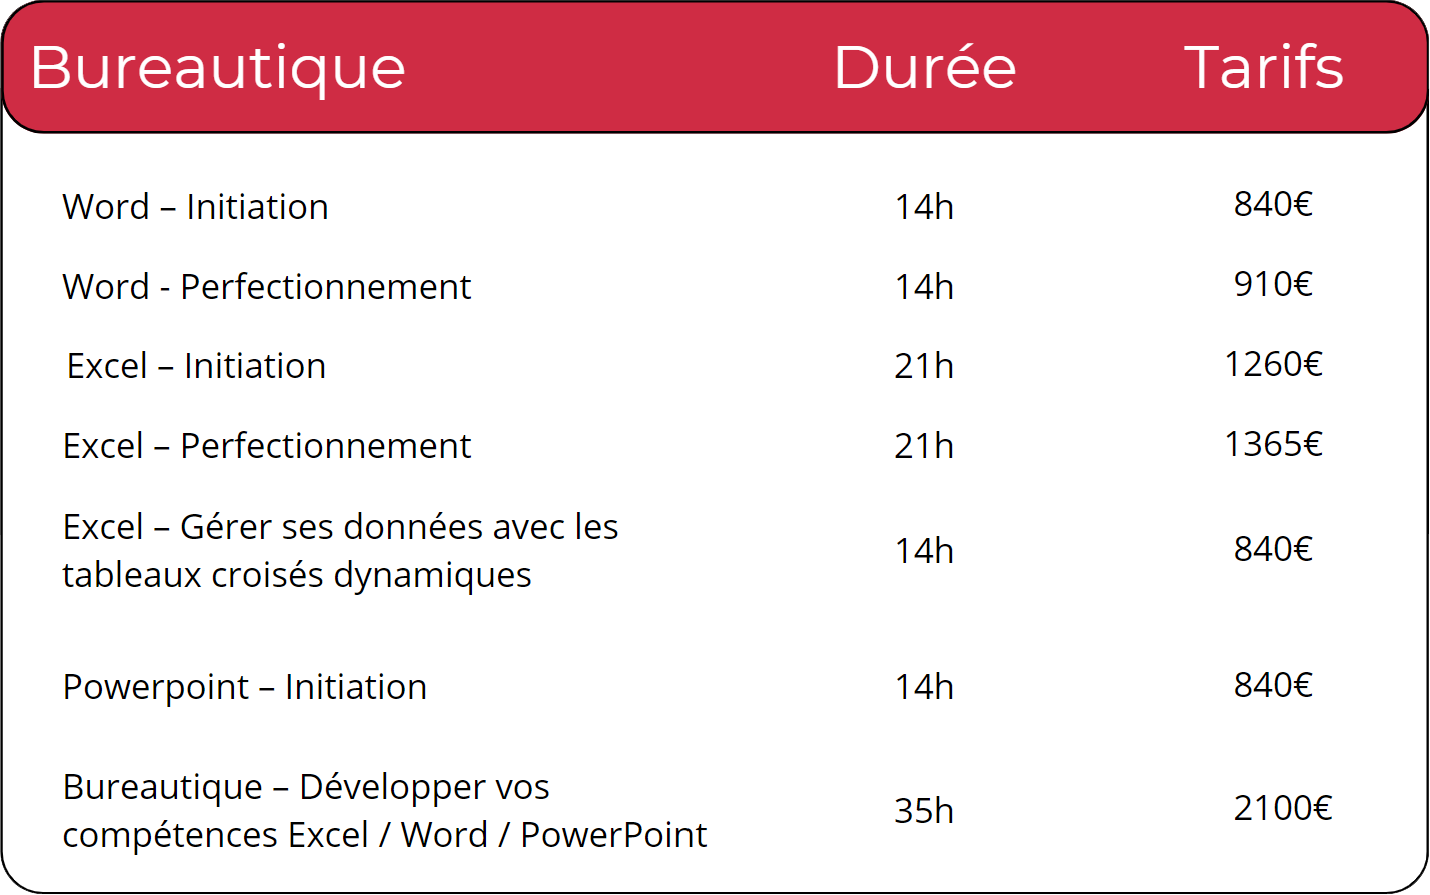 Bureautique Durée Tarifs
Word – Initiation 14h 840€
Word - Perfectionnement 14h 910€
Excel – Initiation 21h 1260€
Excel – Perfectionnement 21h 1365€
Excel – Gérer ses données avec les
tableaux croisés dynamiques 14h 840€
Powerpoint – Initiation 14h 840€
Bureautique – Développer vos
compétences Excel / Word / PowerPoint 35h 2100€